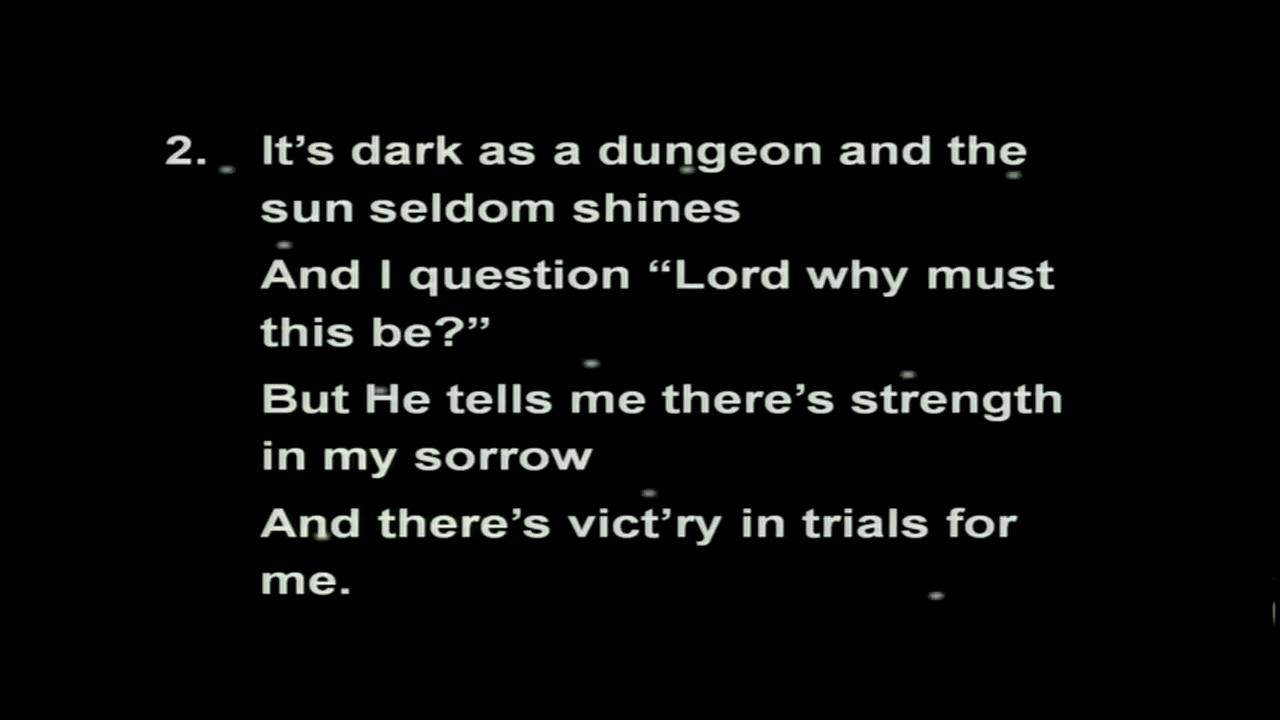 2. It’s dark as a dungeon and the
sun seldom shines
And I question “Lord why must
this be?”
But He tells me there’s strength
in my sorrow
And there’s vict’ry in trials for
me.